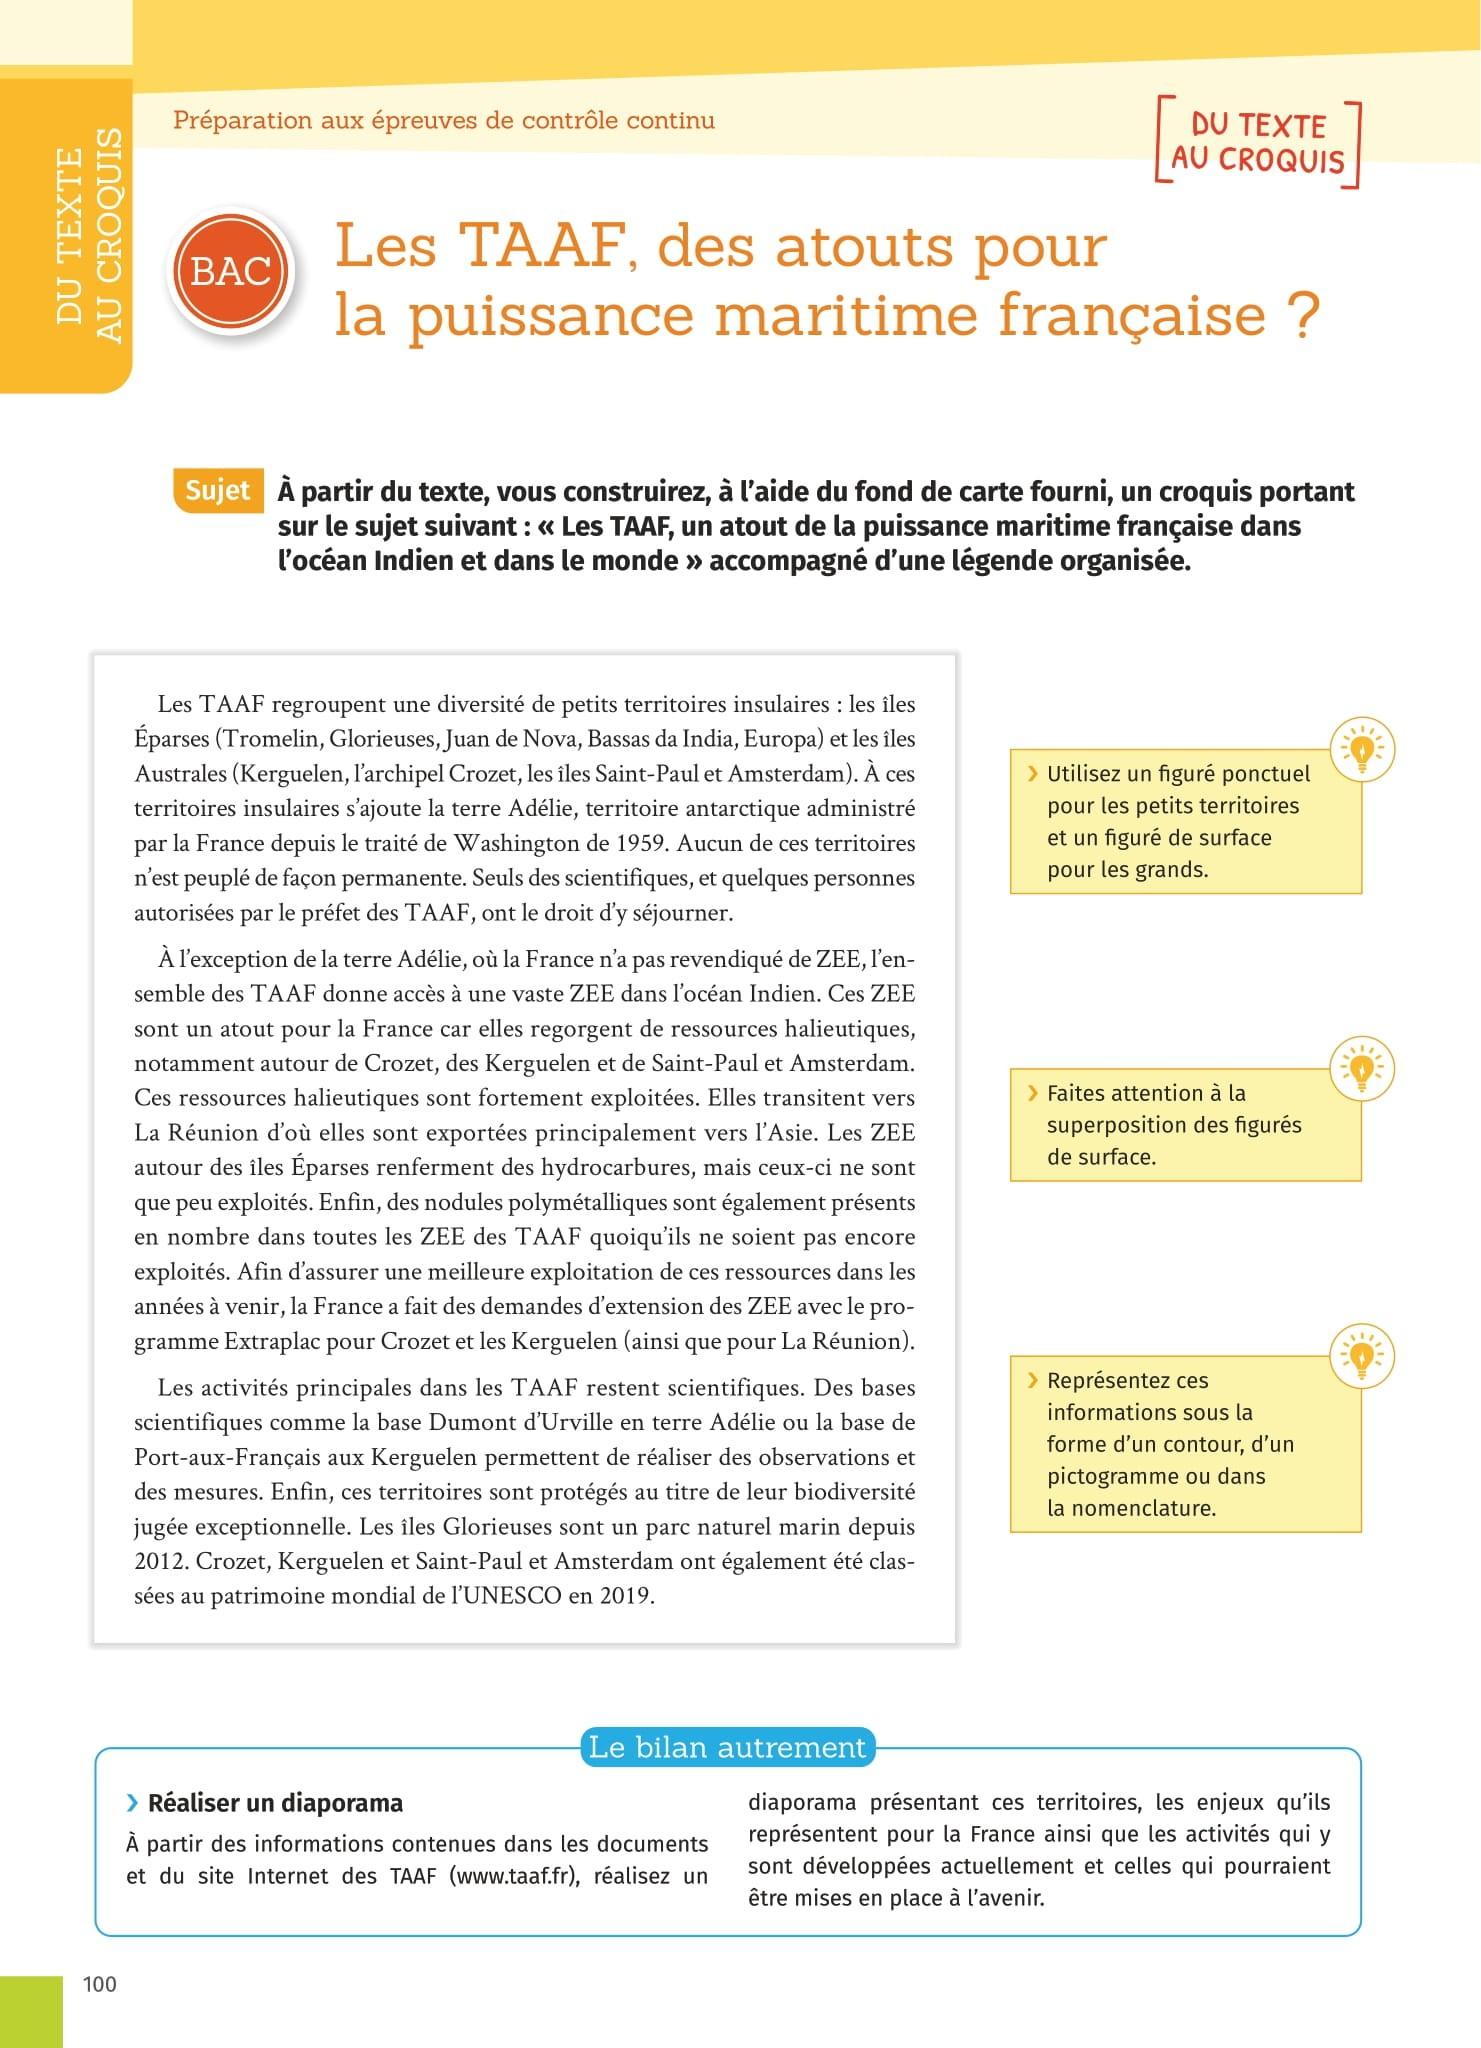 DU TEXTE
AU CROQUIS
Préparation aux épreuves de contrôle continu
DU TEXTE
AU CROQUIS
BAC
Les TAAF, des atouts pour
la puissance maritime française ?
Sujet
À partir du texte, vous construirez, à l’aide du fond de carte fourni, un croquis portant
sur le sujet suivant : « Les TAAF, un atout de la puissance maritime française dans
l’océan Indien et dans le monde » accompagné d’une légende organisée.
Les TAAF regroupent une diversité de petits territoires insulaires : les îles
Éparses (Tromelin, Glorieuses, Juan de Nova, Bassas da India, Europa) et les îles
Australes (Kerguelen, l’archipel Crozet, les îles Saint-Paul et Amsterdam). À ces
territoires insulaires s’ajoute la terre Adélie, territoire antarctique administré
par la France depuis le traité de Washington de 1959. Aucun de ces territoires
n’est peuplé de façon permanente. Seuls des scientifiques, et quelques personnes
autorisées par le préfet des TAAF, ont le droit d’y séjourner.
À l’exception de la terre Adélie, où la France n’a pas revendiqué de ZEE, l’en-
semble des TAAF donne accès à une vaste ZEE dans l’océan Indien. Ces ZEE
sont un atout pour la France car elles regorgent de ressources halieutiques,
notamment autour de Crozet, des Kerguelen et de Saint-Paul et Amsterdam.
Ces ressources halieutiques sont fortement exploitées. Elles transitent vers
La Réunion d’où elles sont exportées principalement vers l’Asie. Les ZEE
autour des îles Éparses renferment des hydrocarbures, mais ceux-ci ne sont
que peu exploités. Enfin, des nodules polymétalliques sont également présents
en nombre dans toutes les ZEE des TAAF quoiqu’ils ne soient pas encore
exploités. Afin d’assurer une meilleure exploitation de ces ressources dans les
années à venir, la France a fait des demandes d’extension des ZEE avec le pro-
gramme Extraplac pour Crozet et les Kerguelen (ainsi que pour La Réunion).
Les activités principales dans les TAAF restent scientifiques. Des bases
scientifiques comme la base Dumont d’Urville en terre Adélie ou la base de
Port-aux-Français aux Kerguelen permettent de réaliser des observations et
des mesures. Enfin, ces territoires sont protégés au titre de leur biodiversité
jugée exceptionnelle. Les îles Glorieuses sont un parc naturel marin depuis
2012. Crozet, Kerguelen et Saint-Paul et Amsterdam ont également été clas-
sées au patrimoine mondial de l’UNESCO en 2019.
› Utilisez un figuré ponctuel
pour les petits territoires
et un figuré de surface
pour les grands.
› Faites attention à la
superposition des figurés
de surface.
› Représentez ces
informations sous la
forme d’un contour, d’un
pictogramme ou dans
la nomenclature.
Le bilan autrement
› Réaliser un diaporama
À partir des informations contenues dans les documents
et du site Internet des TAAF (www.taaf.fr), réalisez un
diaporama présentant ces territoires, les enjeux qu’ils
représentent pour la France ainsi que les activités qui y
sont développées actuellement et celles qui pourraient
être mises en place à l’avenir.
100